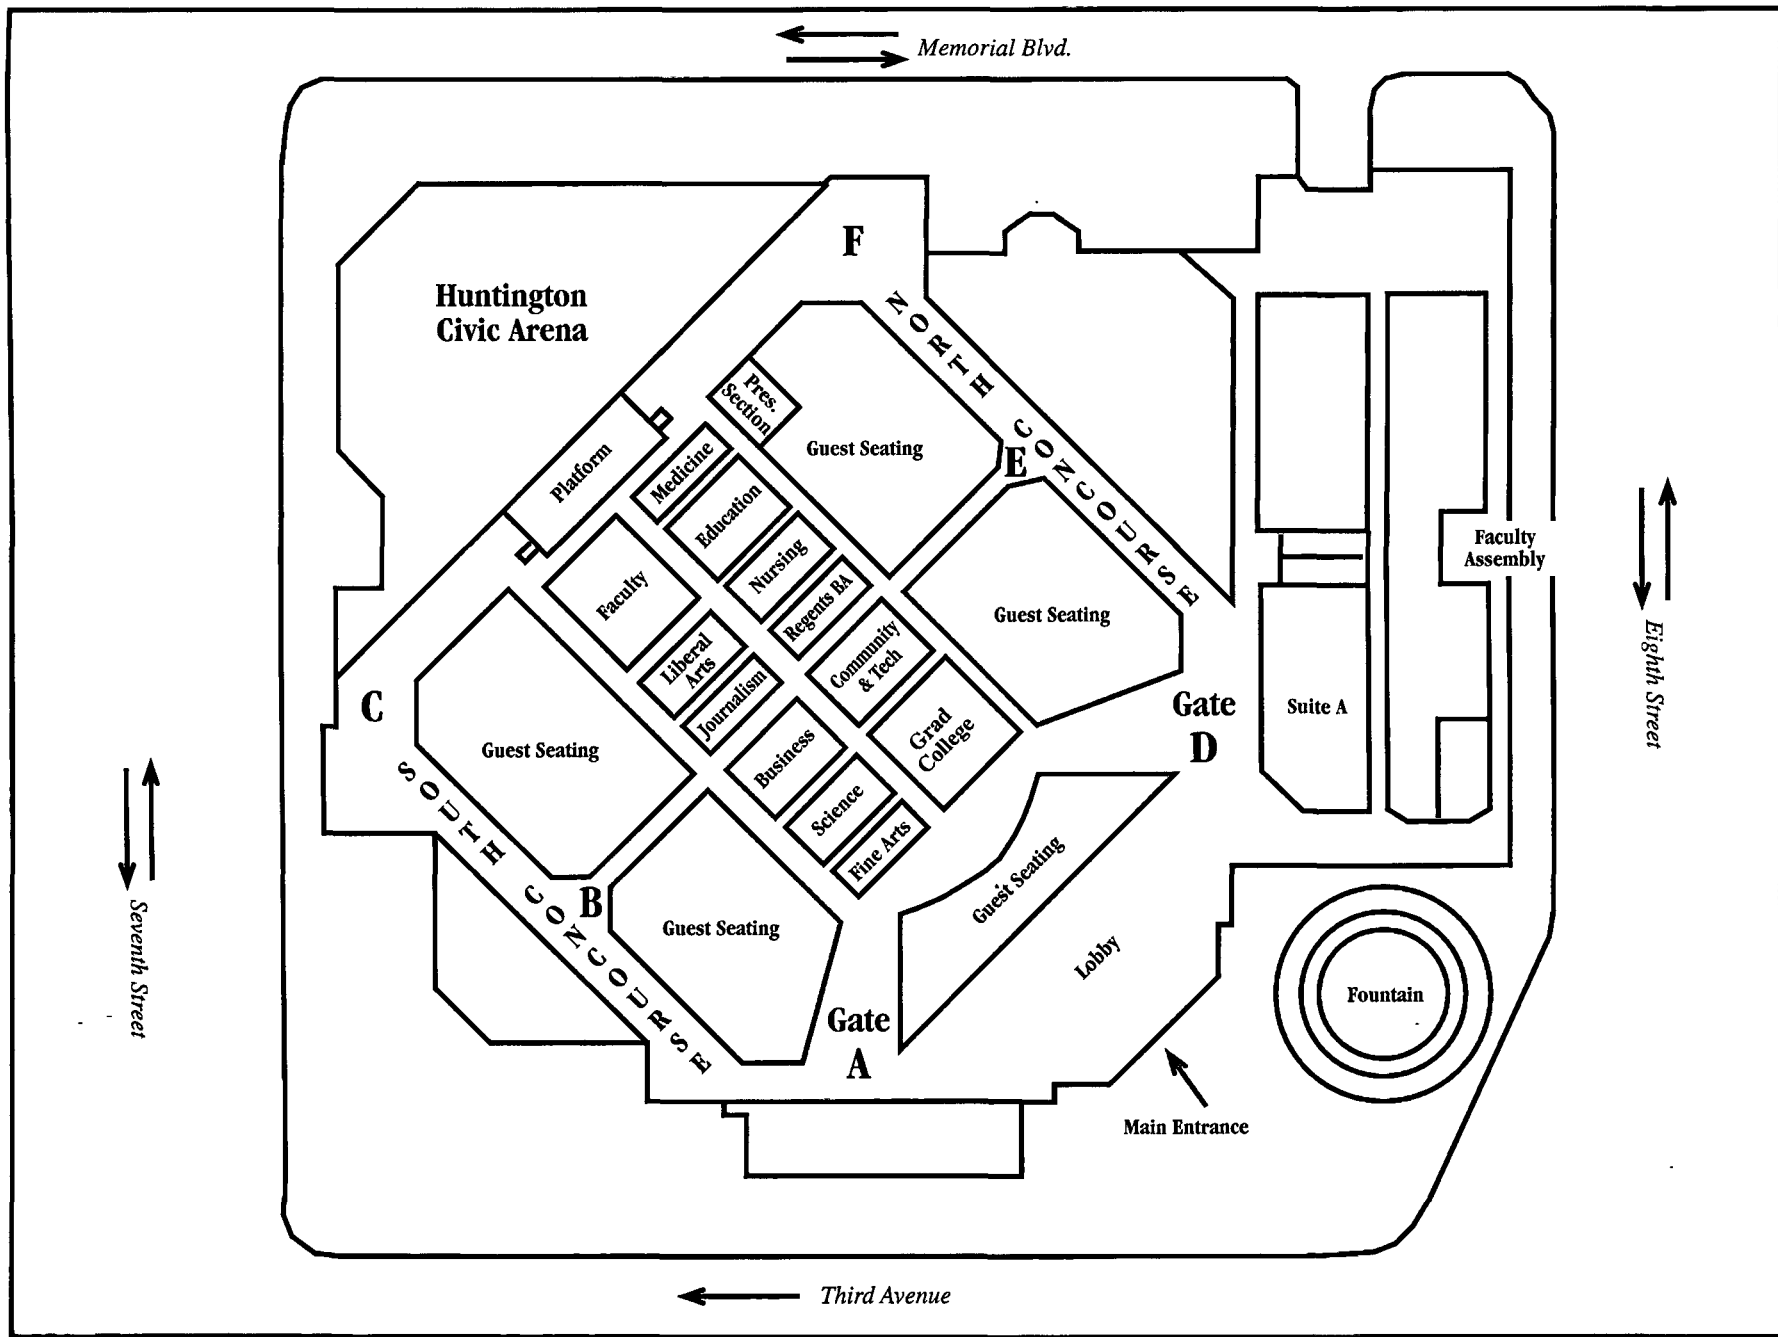 Memorial Blvd.
F
Huntington
Civic Arena
NORTH CONCOURSE
Pres.
Section
Guest Seating
E
Platform
Medicine
Education
Nursing
Regents BA
Community
& Tech
Grad
College
Faculty
Liberal
Arts
Journalism
Business
Science
Fine Arts
Guest Seating
Faculty
Assembly
Eighth Street
Gate
D
Suite A
C
Guest Seating
SOUTH CONCOURSE
B
Guest Seating
Guest Seating
Lobby
Gate
A
Fountain
Main Entrance
Seventh Street
Third Avenue